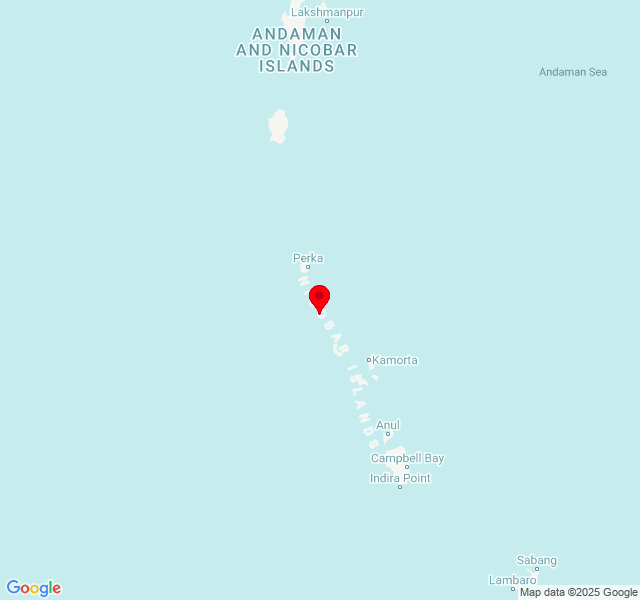 Lakshmanpur
ANDAMAN
AND NICOBAR
ISLANDS
Andaman Sea
Perka
NICOBAR ISLANDS
Kamorta
Anul
Campbell Bay
Indira Point
Sabang
Lambaro
Google
Map data ©2025 Google